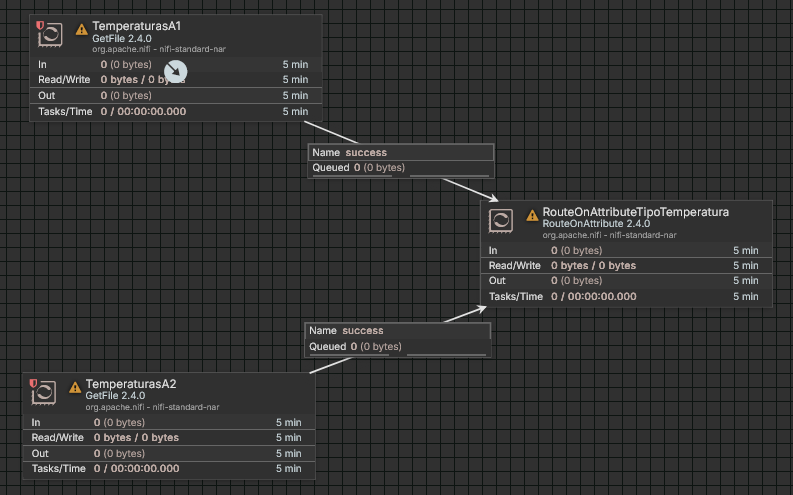 TemperaturasA1
GetFile 2.4.0
org.apache.nifi - nifi-standard-nar
In 0 (0 bytes) 5 min
Read/Write 0 bytes / 0 bytes 5 min
Out 0 (0 bytes) 5 min
Tasks/Time 0 / 00:00:00.000 5 min
Name success
Queued 0 (0 bytes)
RouteOnAttributeTipoTemperatura
RouteOnAttribute 2.4.0
org.apache.nifi - nifi-standard-nar
In 0 (0 bytes) 5 min
Read/Write 0 bytes / 0 bytes 5 min
Out 0 (0 bytes) 5 min
Tasks/Time 0 / 00:00:00.000 5 min
Name success
Queued 0 (0 bytes)
TemperaturasA2
GetFile 2.4.0
org.apache.nifi - nifi-standard-nar
In 0 (0 bytes) 5 min
Read/Write 0 bytes / 0 bytes 5 min
Out 0 (0 bytes) 5 min
Tasks/Time 0 / 00:00:00.000 5 min